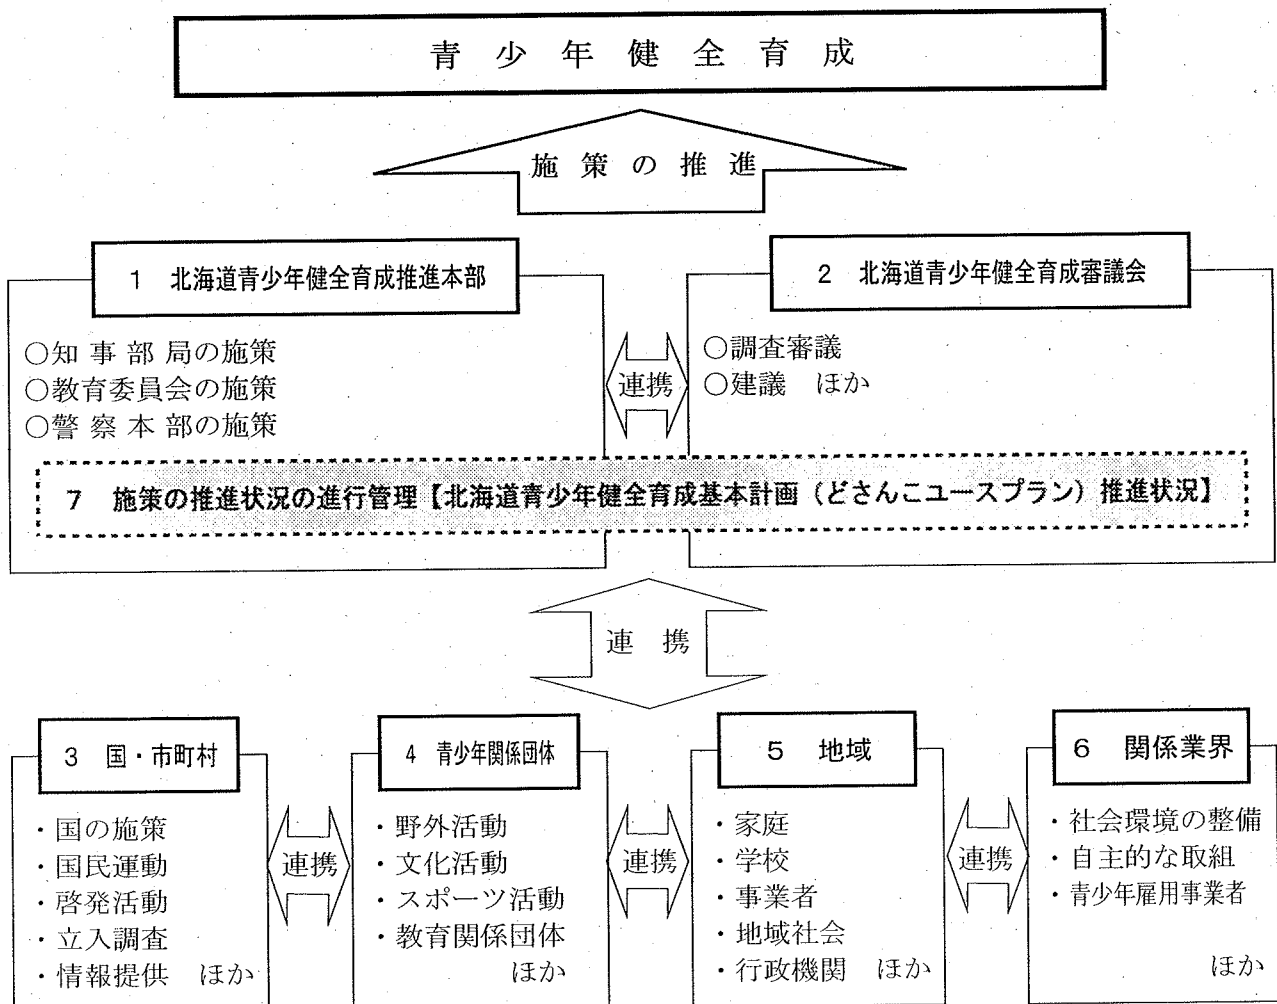 青少年健全育成
施策の推進
1 北海道青少年健全育成推進本部
○知事部局の施策
○教育委員会の施策
○警察本部の施策
連携
2 北海道青少年健全育成審議会
○調査審議
○建議 ほか
7 施策の推進状況の進行管理【北海道青少年健全育成基本計画（どさんこユースプラン）推進状況】
連携
3 国・市町村
・国の施策
・国民運動
・啓発活動
・立入調査
・情報提供 ほか
連携
4 青少年関係団体
・野外活動
・文化活動
・スポーツ活動
・教育関係団体
ほか
連携
5 地域
・家庭
・学校
・事業者
・地域社会
・行政機関 ほか
連携
6 関係業界
・社会環境の整備
・自主的な取組
・青少年雇用事業者
ほか